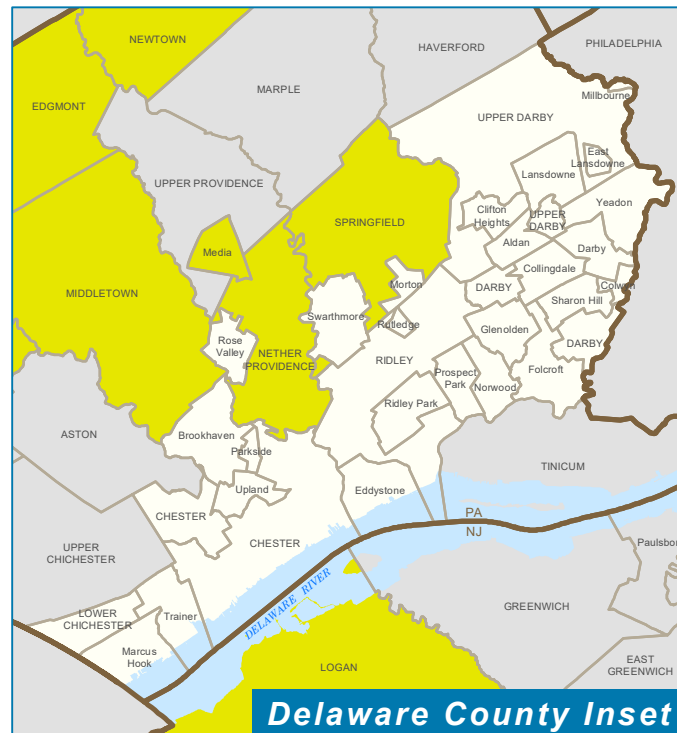 NEWTOWN
HAVERFORD
PHILADELPHIA
EDGMONT
MARPLE
Millbourne
UPPER DARBY
East
Lansdowne
Lansdowne
UPPER PROVIDENCE
Yeadon
Clifton
Heights
UPPER
DARBY
SPRINGFIELD
Media
Aldan
Darby
Collingdale
MIDDLETOWN
Morton
DARBY
Colwyn
Sharon Hill
Swarthmore
Rutledge
Glenolden
Rose
Valley
NETHER
PROVIDENCE
RIDLEY
DARBY
Prospect
Park
Folcroft
Norwood
Ridley Park
ASTON
Brookhaven
Parkside
TINICUM
Upland
Eddystone
CHESTER
PA
NJ
CHESTER
UPPER
CHICHESTER
DELAWARE RIVER
LOWER
CHICHESTER
Trainer
GREENWICH
Marcus
Hook
LOGAN
EAST
GREENWICH
Delaware County Inset